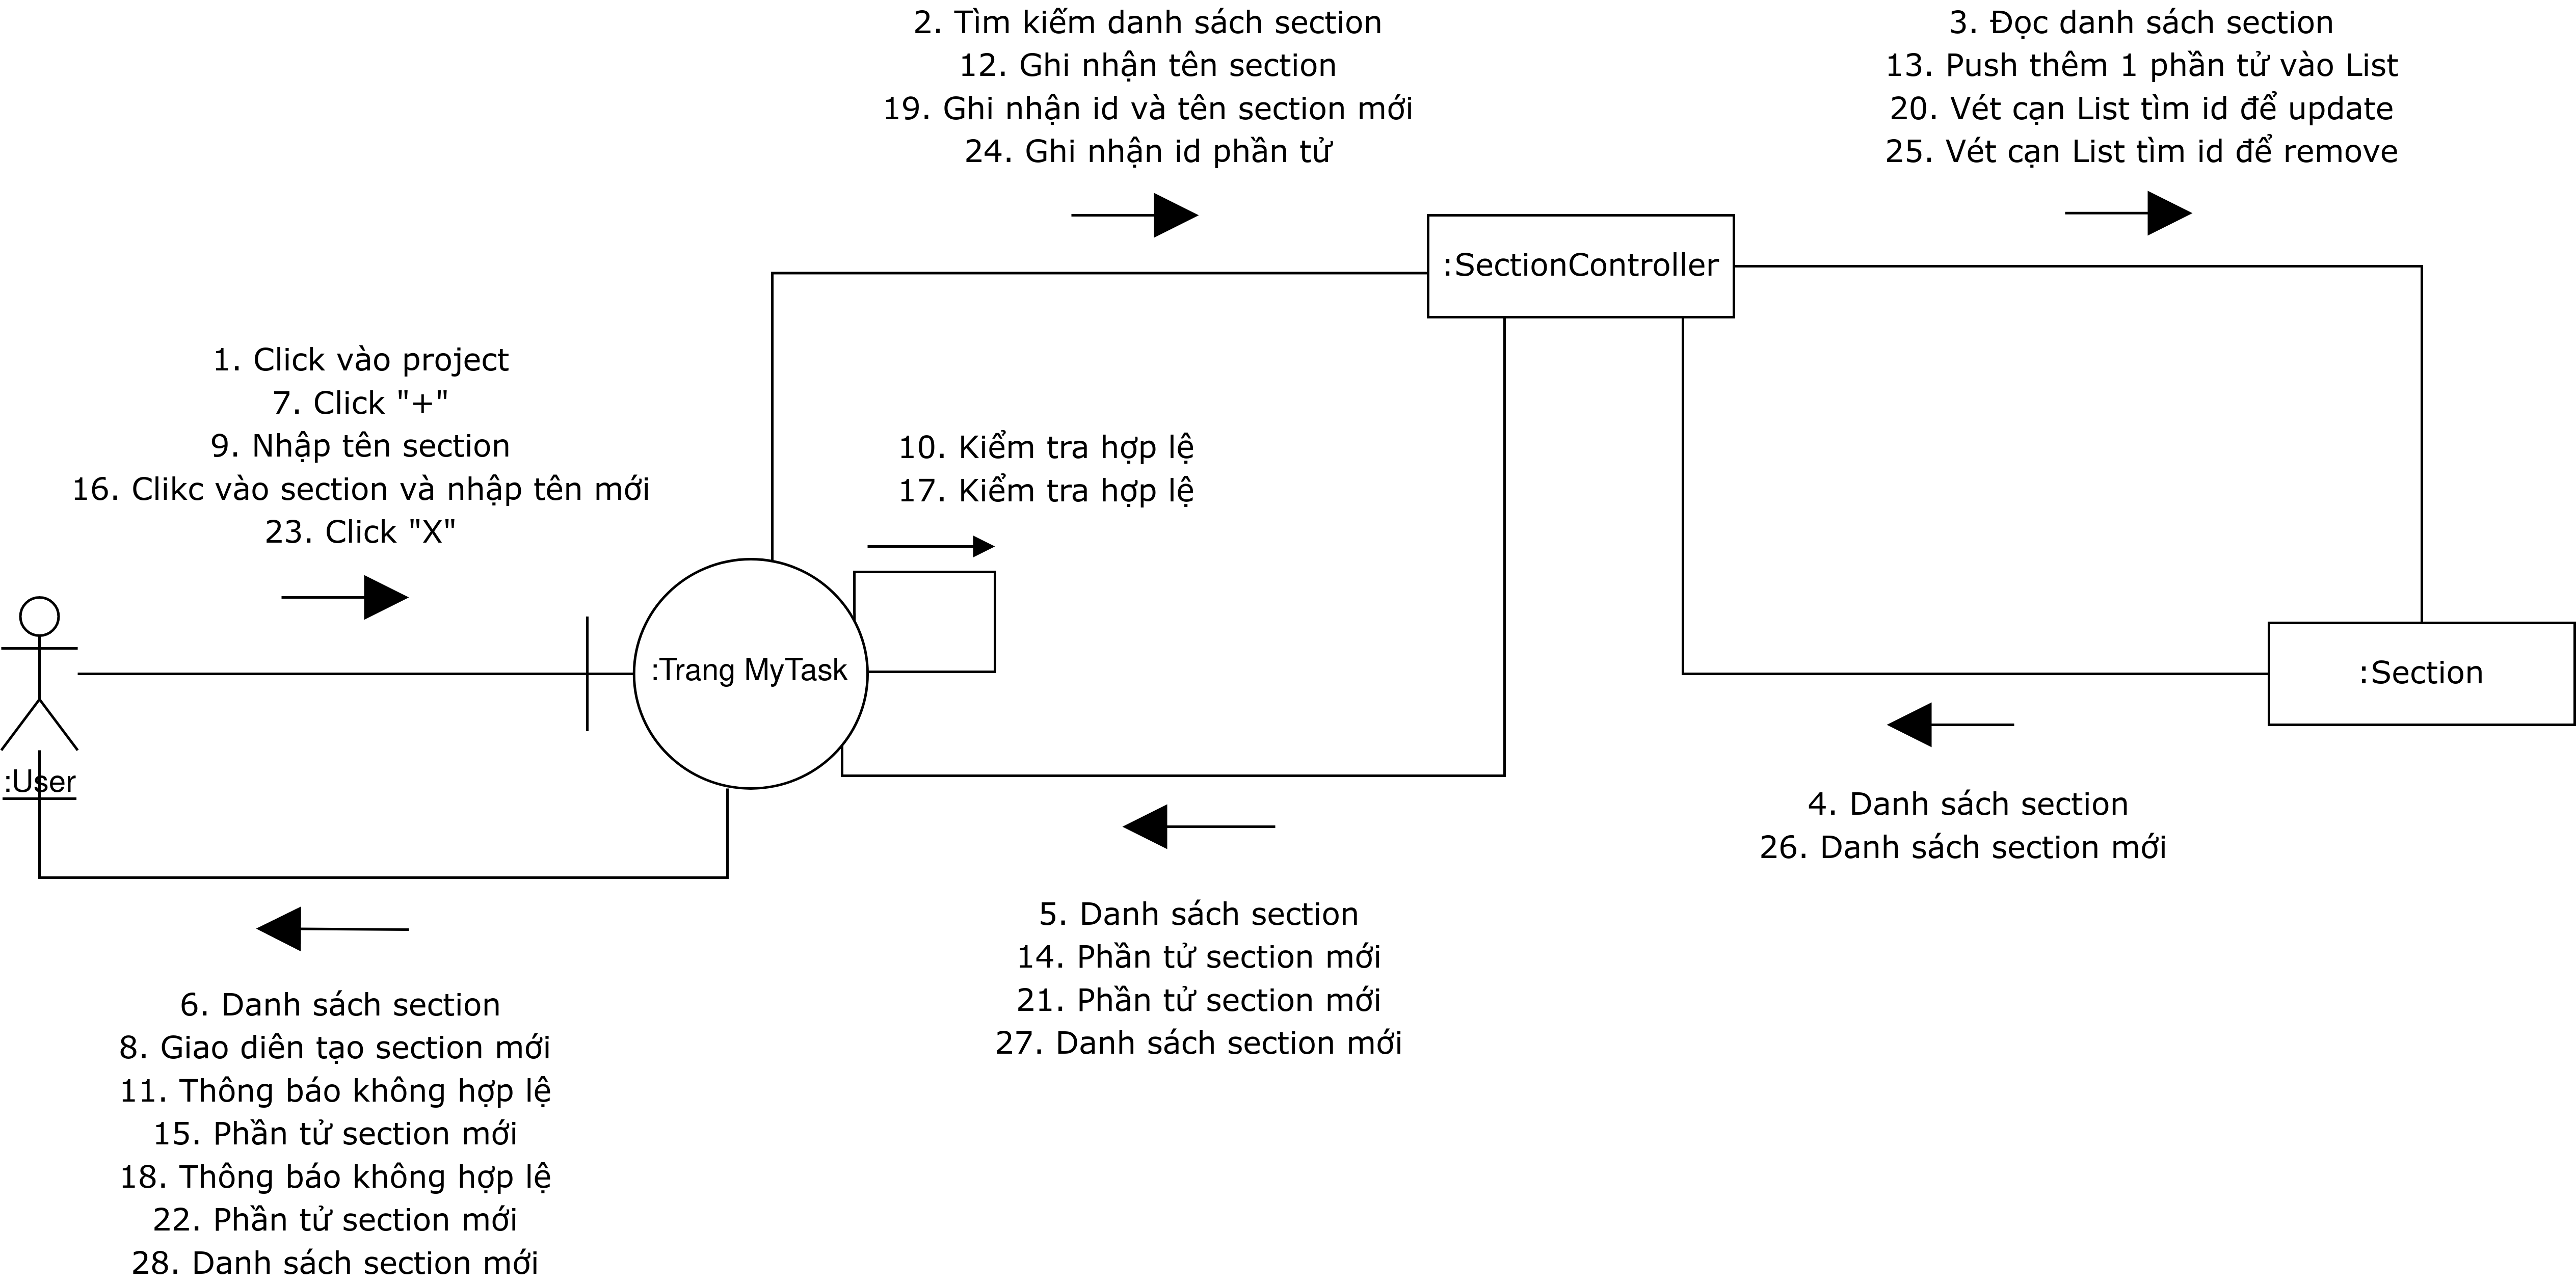 2. Tìm kiếm danh sách section
12. Ghi nhận tên section
19. Ghi nhận id và tên section mới
24. Ghi nhận id phần tử
3. Đọc danh sách section
13. Push thêm 1 phần tử vào List
20. Vét cạn List tìm id để update
25. Vét cạn List tìm id để remove
:SectionController
1. Click vào project
7. Click "+"
9. Nhập tên section
16. Clikc vào section và nhập tên mới
23. Click "X"
10. Kiểm tra hợp lệ
17. Kiểm tra hợp lệ
:User
:Trang MyTask
:Section
4. Danh sách section
26. Danh sách section mới
5. Danh sách section
14. Phần tử section mới
21. Phần tử section mới
27. Danh sách section mới
6. Danh sách section
8. Giao diên tạo section mới
11. Thông báo không hợp lệ
15. Phần tử section mới
18. Thông báo không hợp lệ
22. Phần tử section mới
28. Danh sách section mới